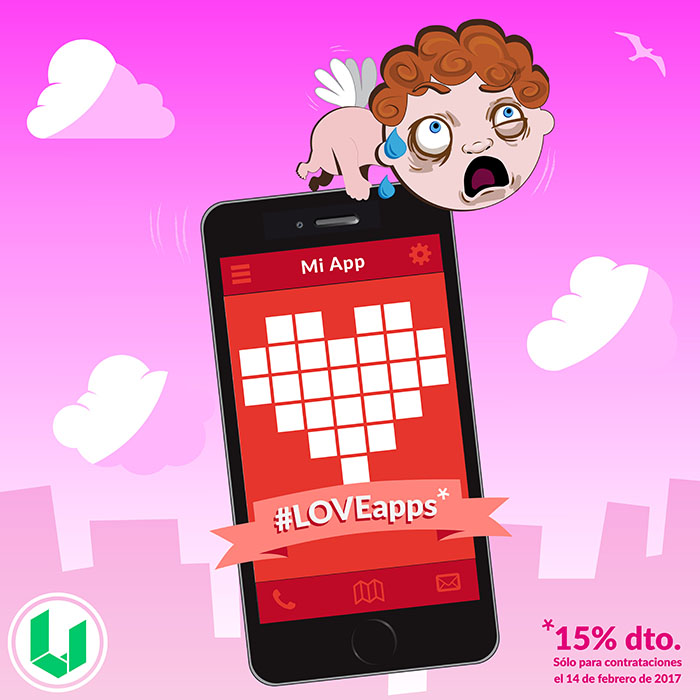 Mi App
#LOVEapps*
*15% dto.
Sólo para contrataciones
el 14 de febrero de 2017